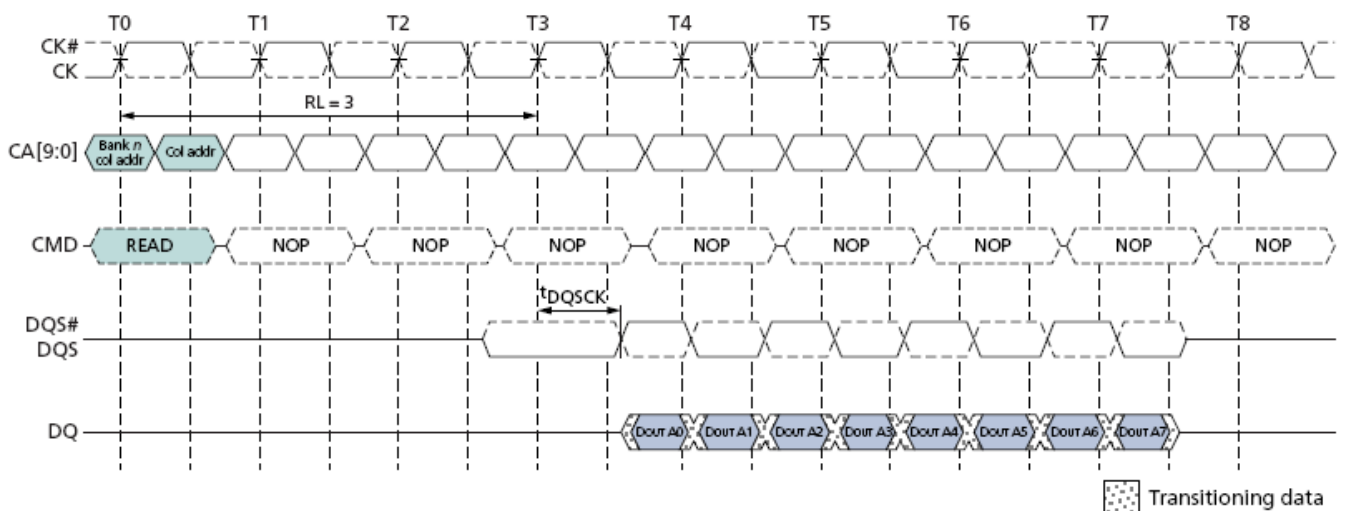 T0 T1 T2 T3 T4 T5 T6 T7 T8
CK#
CK
RL = 3
CA[9:0] Bank n col addr Col addr
CMD READ NOP NOP NOP NOP NOP NOP NOP NOP
tDQSCK
DQS#
DQS
DQ DOUT A0 DOUT A1 DOUT A2 DOUT A3 DOUT A4 DOUT A5 DOUT A6 DOUT A7
Transitioning data